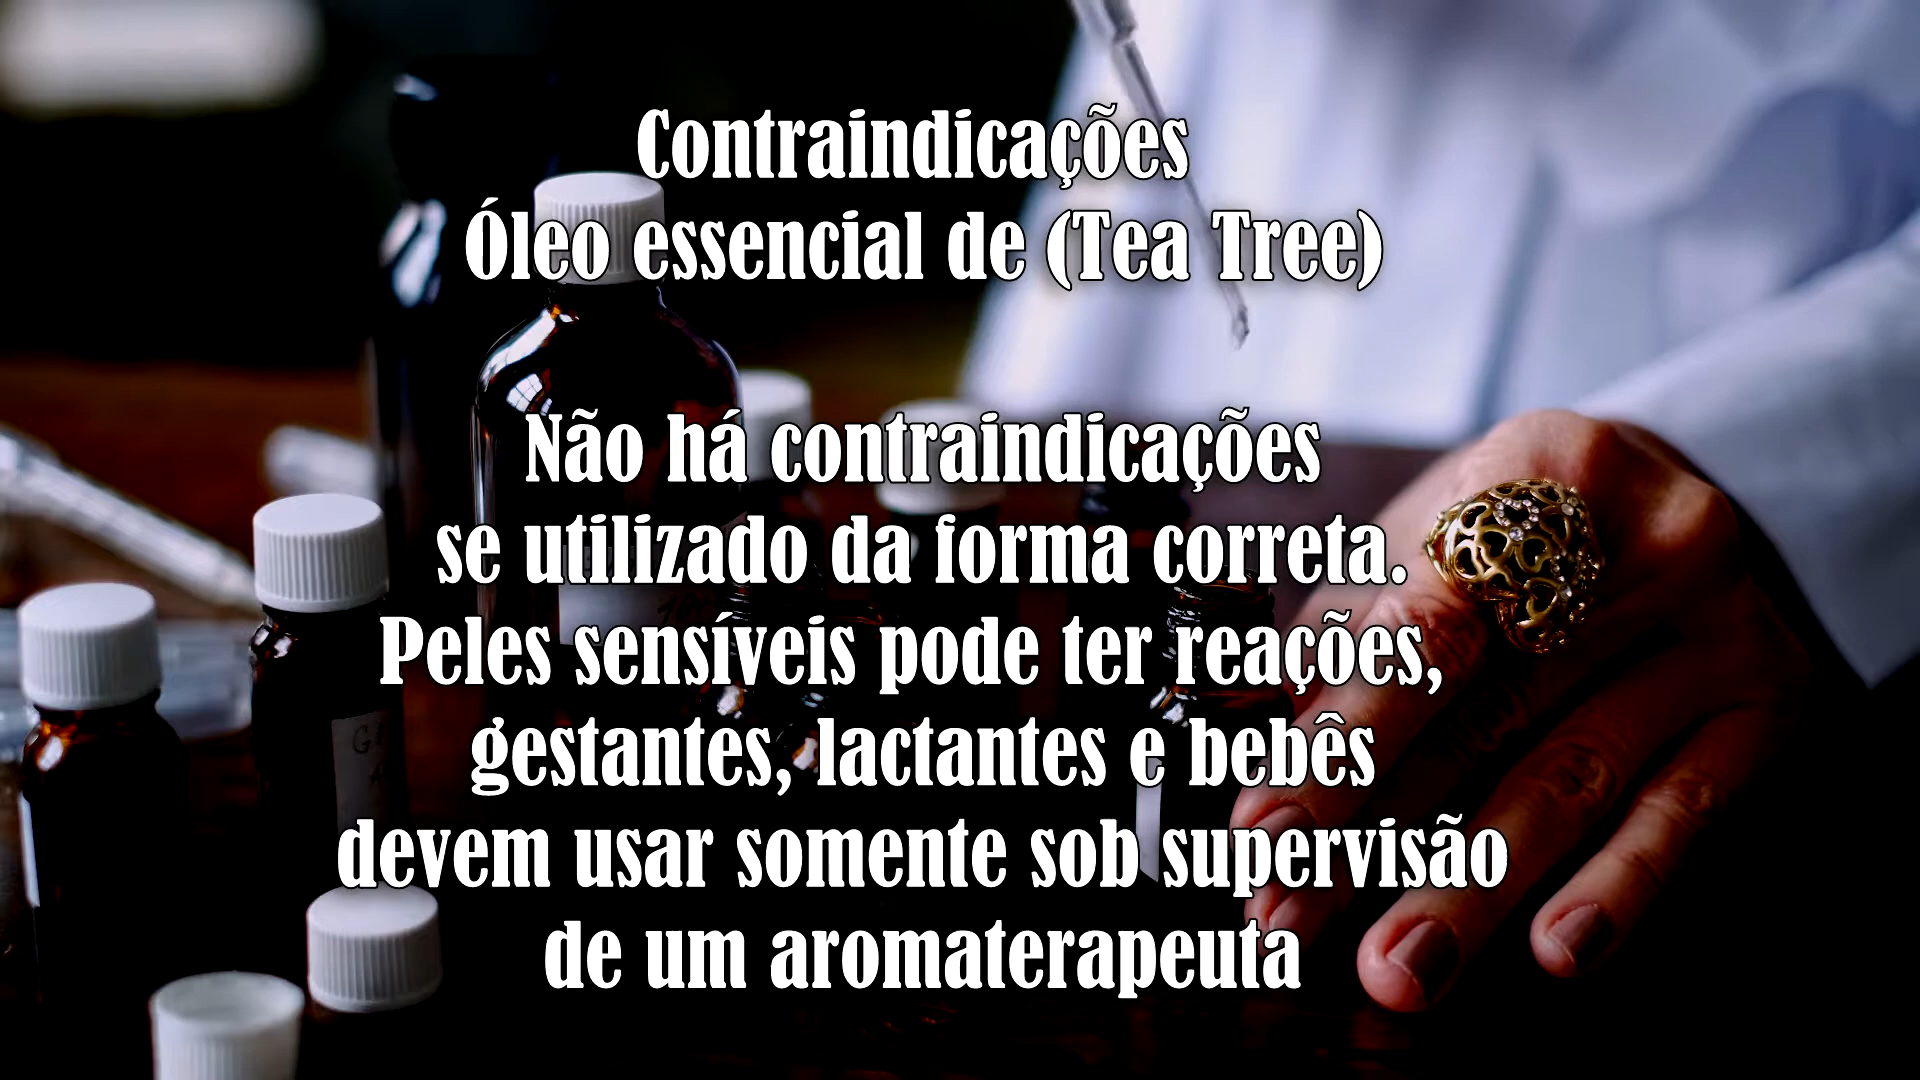 Contraindicações
Óleo essencial de (Tea Tree)
Não há contraindicações
se utilizado da forma correta.
Peles sensíveis pode ter reações,
gestantes, lactantes e bebês
devem usar somente sob supervisão
de um aromaterapeuta